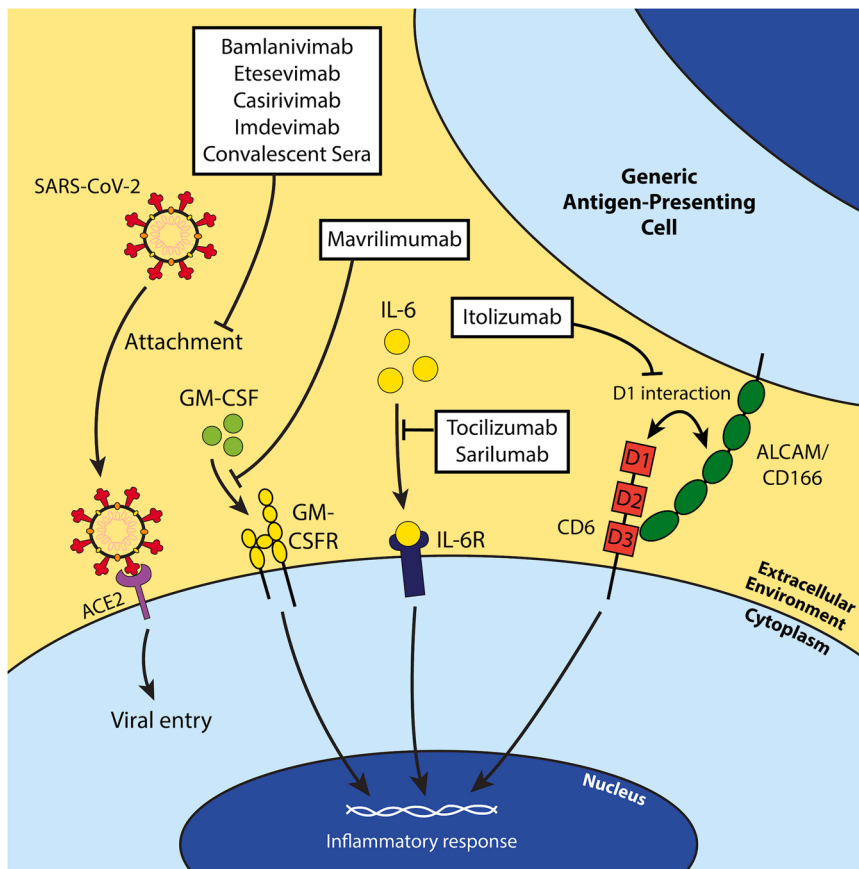 Bamlanivimab
Etesevimab
Casirivimab
Imdevimab
Convalescent Sera
Generic
Antigen-Presenting
Cell
SARS-CoV-2
Mavrilimumab
IL-6
Itolizumab
Attachment
D1 interaction
GM-CSF
Tocilizumab
Sarilumab
ALCAM/
CD166
D1
D2
D3
CD6
GM-
CSFR
IL-6R
ACE2
Extracellular
Environment
Cytoplasm
Viral entry
Nucleus
Inflammatory response